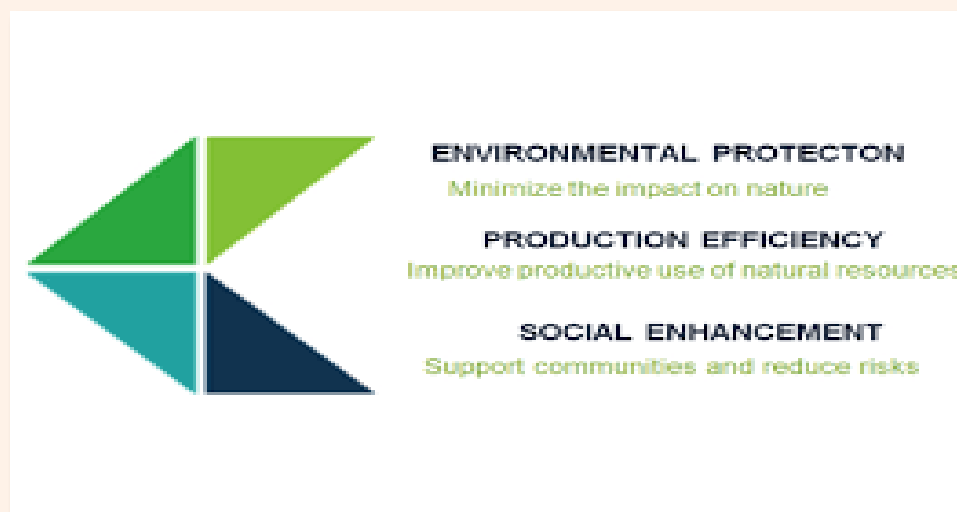 ENVIRONMENTAL PROTECTON
Minimize the impact on nature
PRODUCTION EFFICIENCY
Improve productive use of natural resources
SOCIAL ENHANCEMENT
Support communities and reduce risks